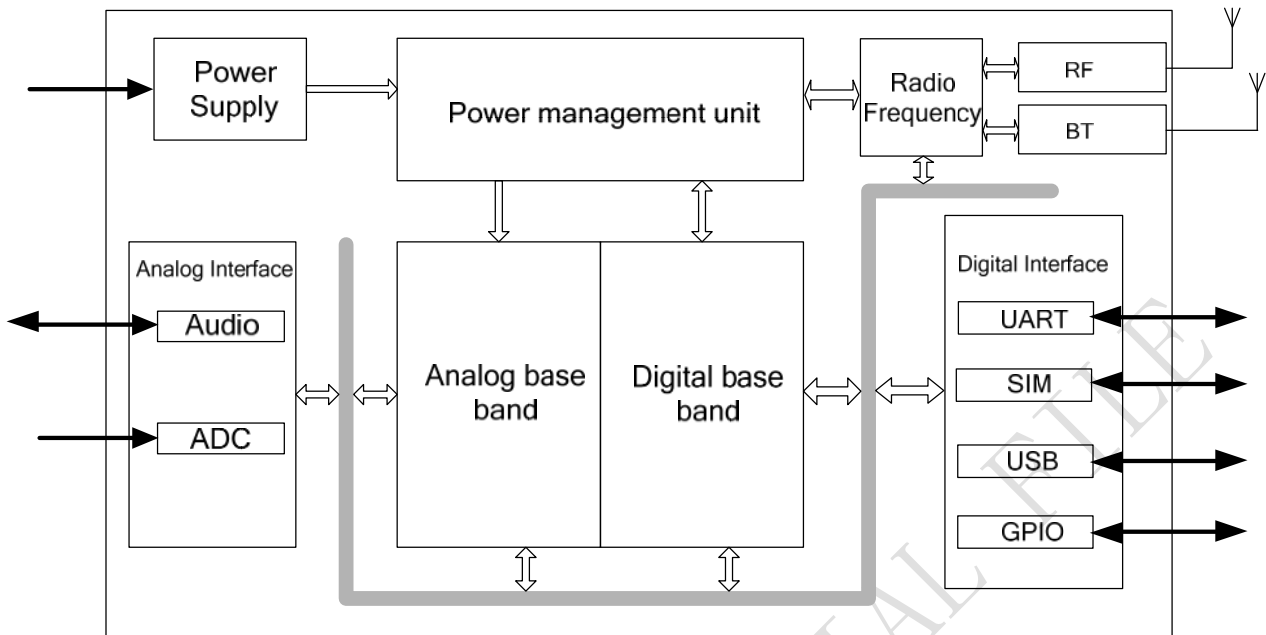 Power
Supply
Power management unit
Radio
Frequency
RF
BT
Analog Interface
Audio
ADC
Analog base
band
Digital base
band
Digital Interface
UART
SIM
USB
GPIO
FILE